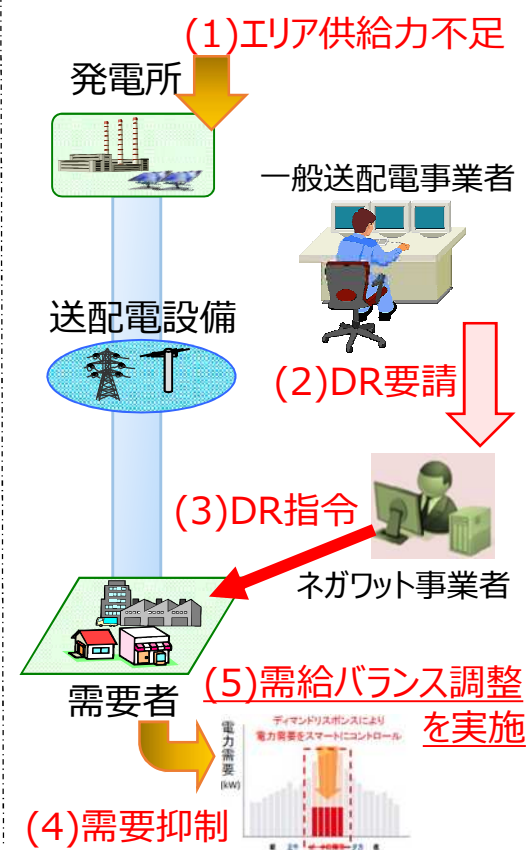 (1)エリア供給力不足
発電所
一般送配電事業者
送配電設備
(2)DR要請
(3)DR指令
ネガワット事業者
需要者
(5)需給バランス調整
を実施
ディマンドリスポンスにより
電力需要をスマートにコントロール
電力需要
(kW)
(4)需要抑制